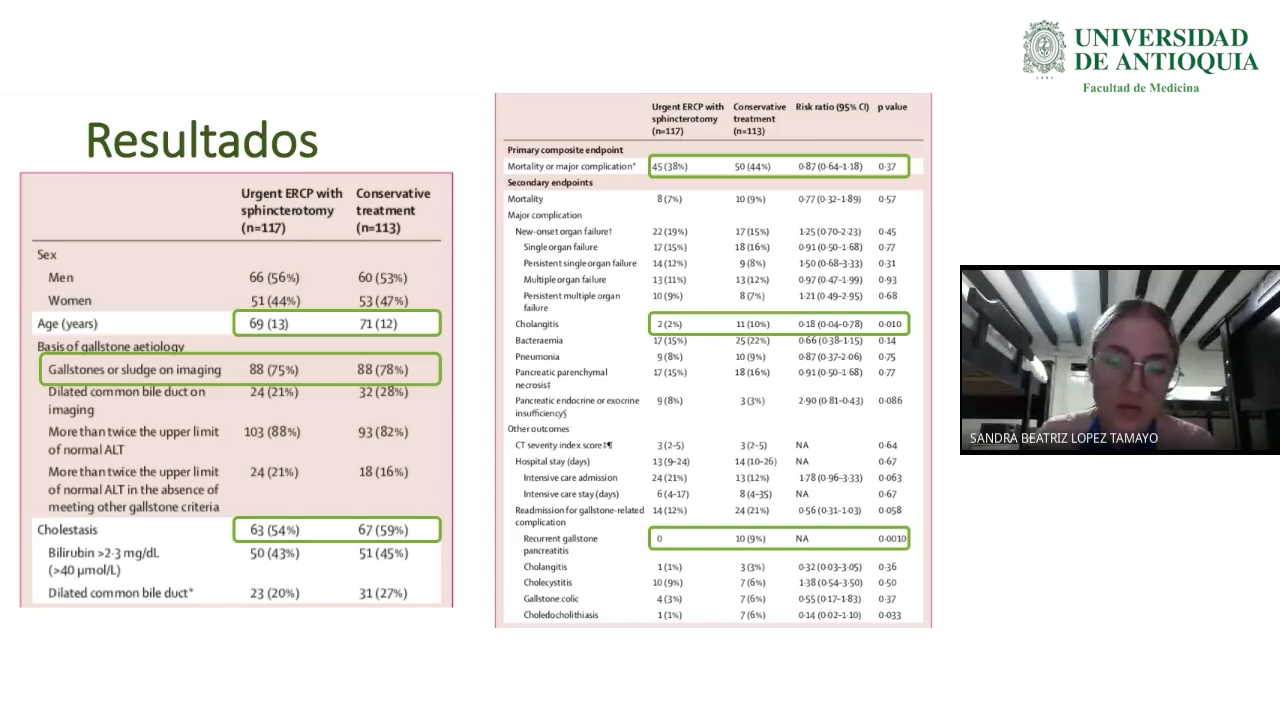 UNIVERSIDAD
DE ANTIOQUIA
1803
Facultad de Medicina
Resultados
Urgent ERCP with sphincterotomy (n=117) Conservative treatment (n=113)
Sex
Men 66 (56%) 60 (53%)
Women 51 (44%) 53 (47%)
Age (years) 69 (13) 71 (12)
Basis of gallstone aetiology
Gallstones or sludge on imaging 88 (75%) 88 (78%)
Dilated common bile duct on imaging 24 (21%) 32 (28%)
More than twice the upper limit of normal ALT 103 (88%) 93 (82%)
More than twice the upper limit of normal ALT in the absence of meeting other gallstone criteria 24 (21%) 18 (16%)
Cholestasis 63 (54%) 67 (59%)
Bilirubin >2·3 mg/dL (>40 μmol/L) 50 (43%) 51 (45%)
Dilated common bile duct* 23 (20%) 31 (27%)
Urgent ERCP with sphincterotomy (n=117) Conservative treatment (n=113) Risk ratio (95% CI) p value
Primary composite endpoint
Mortality or major complication* 45 (38%) 50 (44%) 0·87 (0·64–1·18) 0·37
Secondary endpoints
Mortality 8 (7%) 10 (9%) 0·77 (0·32–1·89) 0·57
Major complication
New-onset organ failure† 22 (19%) 17 (15%) 1·25 (0·70–2·23) 0·45
Single organ failure 17 (15%) 18 (16%) 0·91 (0·50–1·68) 0·77
Persistent single organ failure 14 (12%) 9 (8%) 1·50 (0·68–3·33) 0·31
Multiple organ failure 13 (11%) 13 (12%) 0·97 (0·47–1·99) 0·93
Persistent multiple organ failure 10 (9%) 8 (7%) 1·21 (0·49–2·95) 0·68
Cholangitis 2 (2%) 11 (10%) 0·18 (0·04–0·78) 0·010
Bacteraemia 17 (15%) 25 (22%) 0·66 (0·38–1·15) 0·14
Pneumonia 9 (8%) 10 (9%) 0·87 (0·37–2·06) 0·75
Pancreatic parenchymal necrosis‡ 17 (15%) 18 (16%) 0·91 (0·50–1·68) 0·77
Pancreatic endocrine or exocrine insufficiency§ 9 (8%) 3 (3%) 2·90 (0·81–0·43) 0·086
Other outcomes
CT severity index score‡¶ 3 (2–5) 3 (2–5) NA 0·64
Hospital stay (days) 13 (9–24) 14 (10–26) NA 0·67
Intensive care admission 24 (21%) 13 (12%) 1·78 (0·96–3·33) 0·063
Intensive care stay (days) 6 (4–17) 8 (4–35) NA 0·67
Readmission for gallstone-related complication 14 (12%) 24 (21%) 0·56 (0·31–1·03) 0·058
Recurrent gallstone pancreatitis 0 10 (9%) NA 0·0010
Cholangitis 1 (1%) 3 (3%) 0·32 (0·03–3·05) 0·36
Cholecystitis 10 (9%) 7 (6%) 1·38 (0·54–3·50) 0·50
Gallstone colic 4 (3%) 7 (6%) 0·55 (0·17–1·83) 0·37
Choledocholithiasis 1 (1%) 7 (6%) 0·14 (0·02–1·10) 0·033
SANDRA BEATRIZ LOPEZ TAMAYO